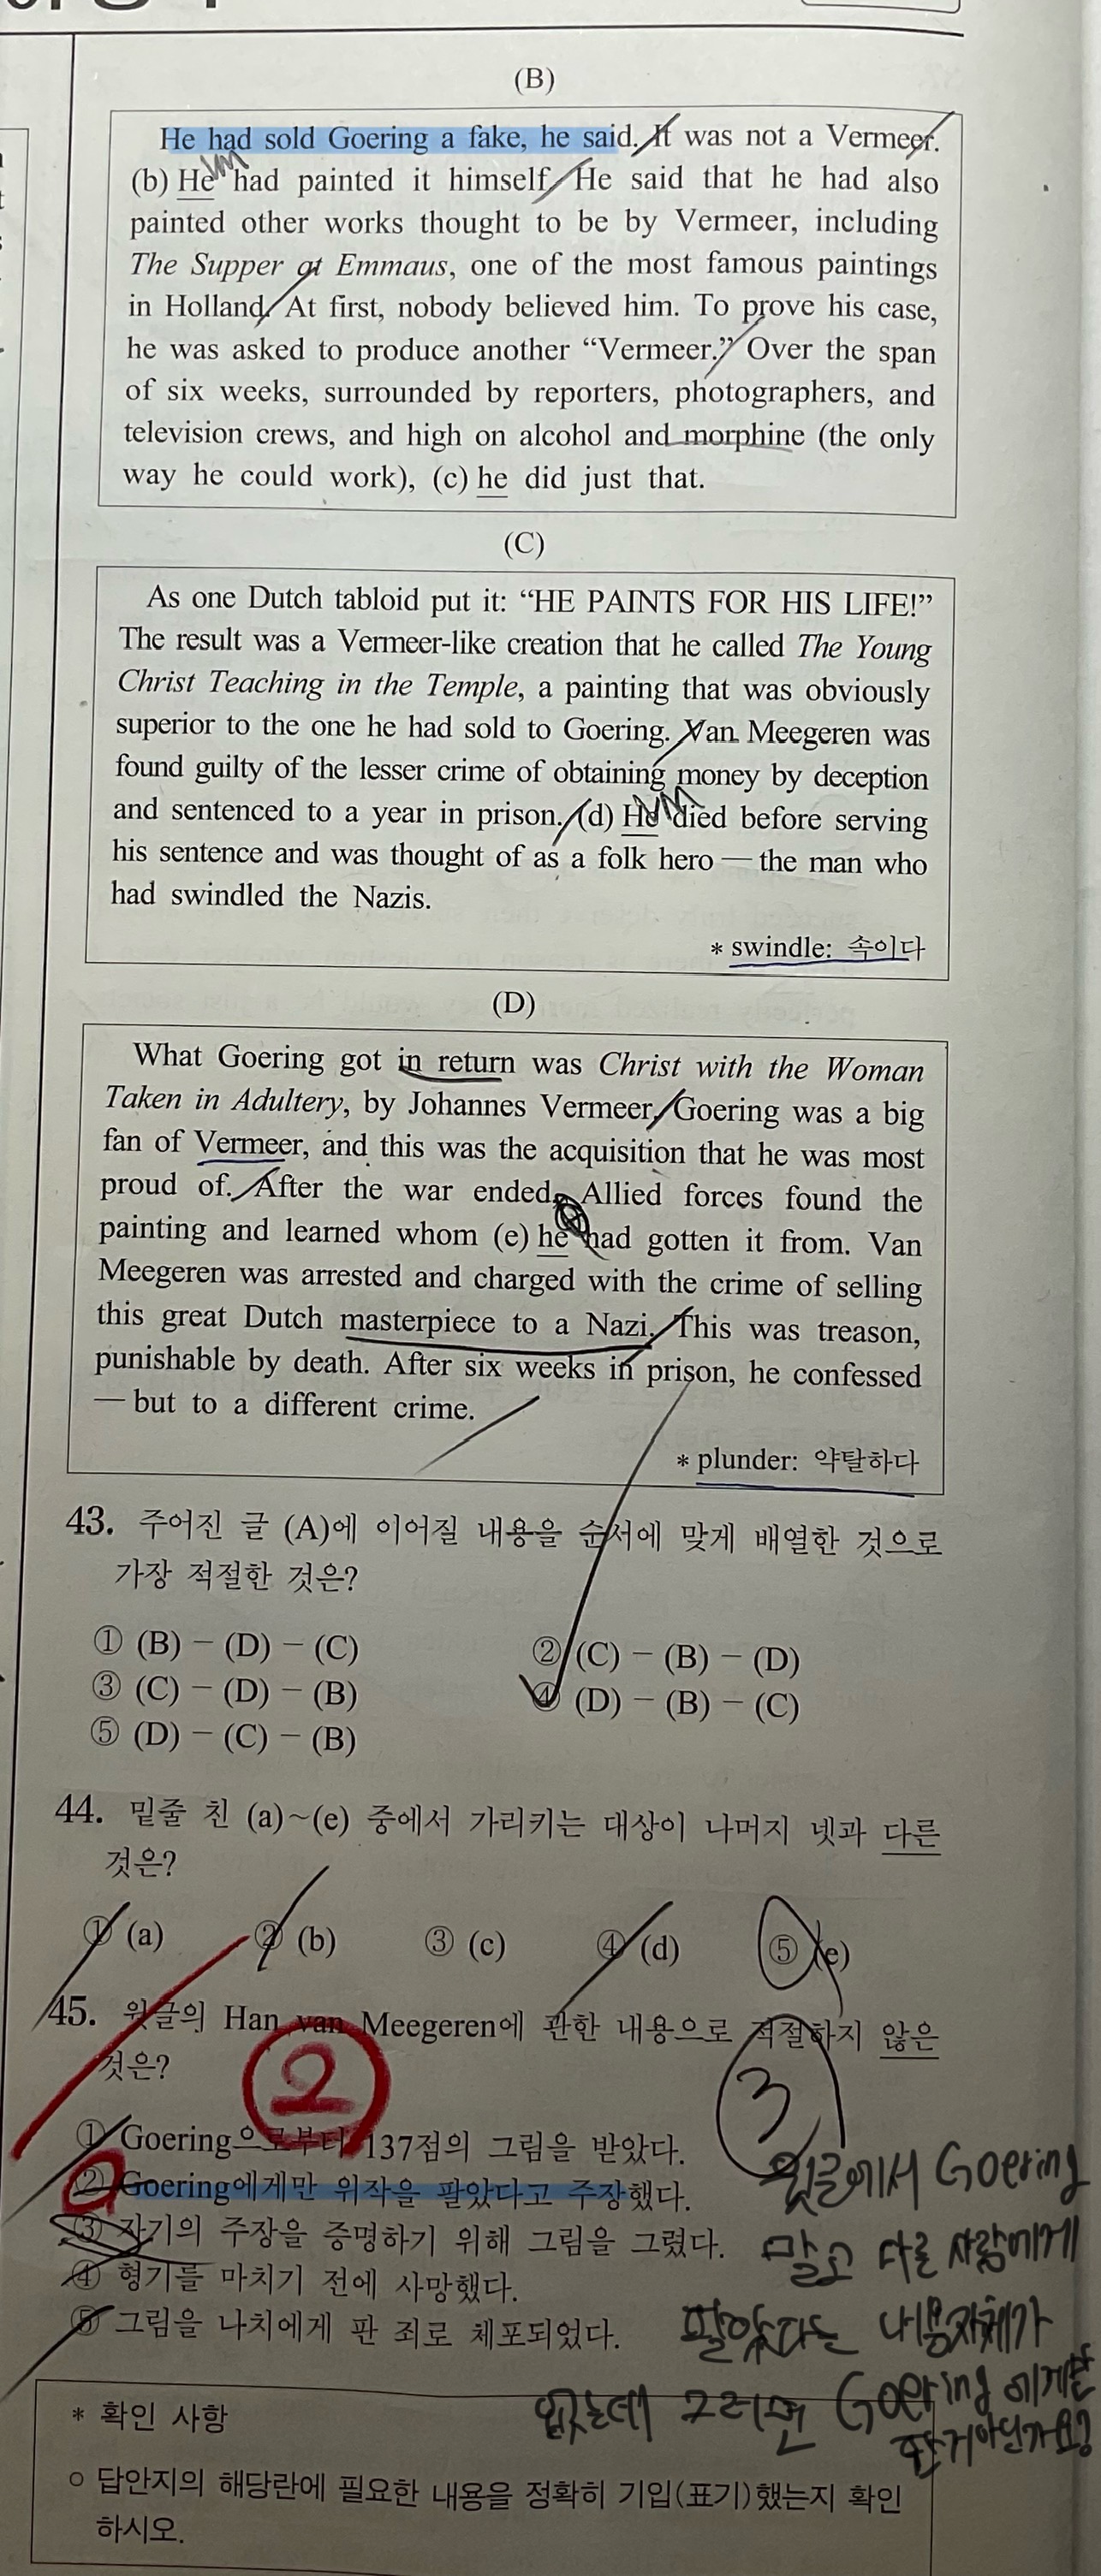 (B)
He had sold Goering a fake, he said. It was not a Vermeer.
(b) He had painted it himself. He said that he had also
painted other works thought to be by Vermeer, including
The Supper at Emmaus, one of the most famous paintings
in Holland. At first, nobody believed him. To prove his case,
he was asked to produce another “Vermeer.” Over the span
of six weeks, surrounded by reporters, photographers, and
television crews, and high on alcohol and morphine (the only
way he could work), (c) he did just that.
(C)
As one Dutch tabloid put it: “HE PAINTS FOR HIS LIFE!”
The result was a Vermeer-like creation that he called The Young
Christ Teaching in the Temple, a painting that was obviously
superior to the one he had sold to Goering. Van Meegeren was
found guilty of the lesser crime of obtaining money by deception
and sentenced to a year in prison. (d) He died before serving
his sentence and was thought of as a folk hero — the man who
had swindled the Nazis.
* swindle: 속이다
(D)
What Goering got in return was Christ with the Woman
Taken in Adultery, by Johannes Vermeer. Goering was a big
fan of Vermeer, and this was the acquisition that he was most
proud of. After the war ended, Allied forces found the
painting and learned whom (e) he had gotten it from. Van
Meegeren was arrested and charged with the crime of selling
this great Dutch masterpiece to a Nazi. This was treason,
punishable by death. After six weeks in prison, he confessed
— but to a different crime.
* plunder: 약탈하다
43. 주어진 글 (A)에 이어질 내용을 순서에 맞게 배열한 것으로
가장 적절한 것은?
① (B) － (D) － (C) ② (C) － (B) － (D)
③ (C) － (D) － (B) ④ (D) － (B) － (C)
⑤ (D) － (C) － (B)
44. 밑줄 친 (a)~(e) 중에서 가리키는 대상이 나머지 넷과 다른
것은?
① (a) ② (b) ③ (c) ④ (d) ⑤ (e)
45. 윗글의 Han van Meegeren에 관한 내용으로 적절하지 않은
것은?
2
3
① Goering으로부터 137점의 그림을 받았다.
② Goering에게만 위작을 팔았다고 주장했다.
③ 자기의 주장을 증명하기 위해 그림을 그렸다.
④ 형기를 마치기 전에 사망했다.
⑤ 그림을 나치에게 판 죄로 체포되었다.
윗글에서 Goering
말고 다른 사람에게
팔았다는 내용자체가
없는데 그러면 Goering 에게만
판거아닌가요?
* 확인 사항
○ 답안지의 해당란에 필요한 내용을 정확히 기입(표기)했는지 확인
하시오.